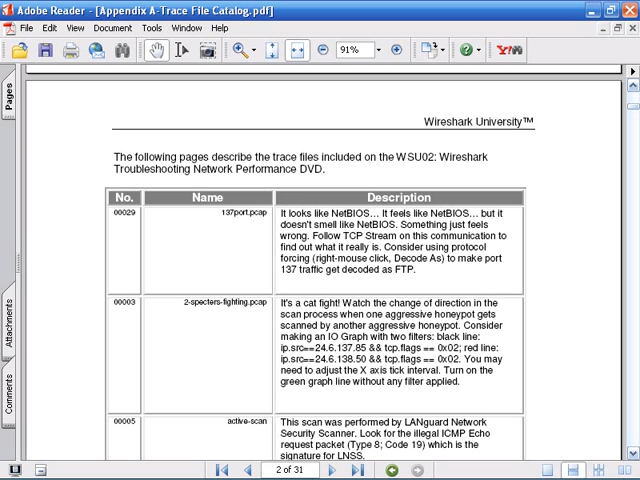 Adobe Reader - [Appendix A-Trace File Catalog.pdf]
File Edit View Document Tools Window Help
91%
Y!
Pages
Attachments
Comments
Wireshark University™
The following pages describe the trace files included on the WSU02: Wireshark
Troubleshooting Network Performance DVD.
No. Name Description
00029 137port.pcap It looks like NetBIOS... It feels like NetBIOS... but it
doesn't smell like NetBIOS. Something just feels
wrong. Follow TCP Stream on this communication to
find out what it really is. Consider using protocol
forcing (right-mouse click, Decode As) to make port
137 traffic get decoded as FTP.
00003 2-specters-fighting.pcap It's a cat fight! Watch the change of direction in the
scan process when one aggressive honeypot gets
scanned by another aggressive honeypot. Consider
making an IO Graph with two filters: black line:
ip.src==24.6.137.85 && tcp.flags == 0x02; red line:
ip.src==24.6.138.50 && tcp.flags == 0x02. You may
need to adjust the X axis tick interval. Turn on the
green graph line without any filter applied.
00005 active-scan This scan was performed by LANguard Network
Security Scanner. Look for the illegal ICMP Echo
request packet (Type 8; Code 19) which is the
signature for LNSS.
2 of 31